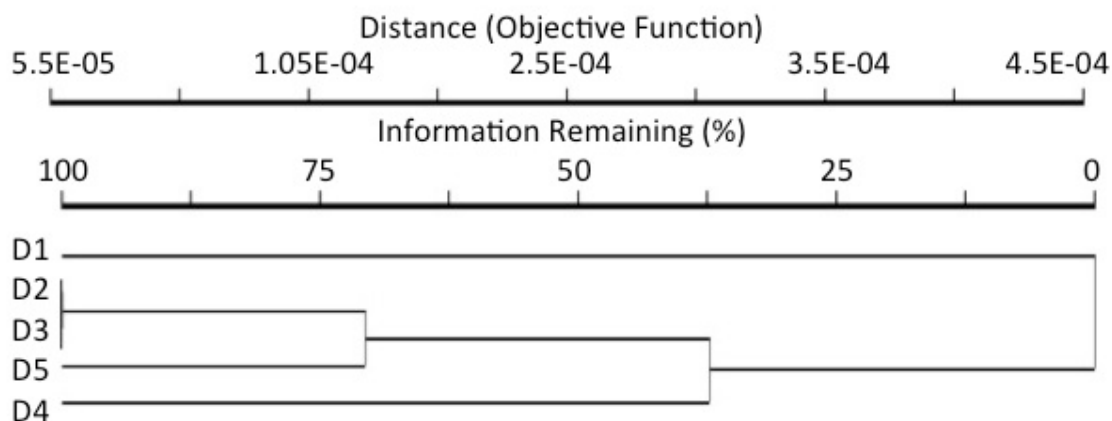 Distance (Objective Function)
5.5E-05 1.05E-04 2.5E-04 3.5E-04 4.5E-04
Information Remaining (%)
100 75 50 25 0
D1
D2
D3
D5
D4